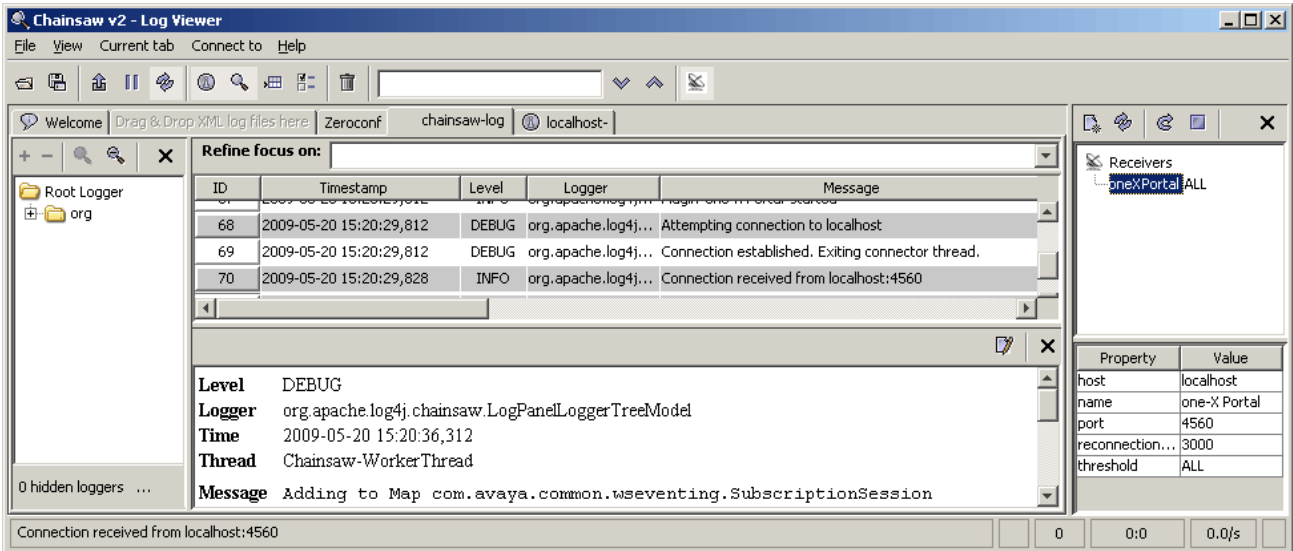 Chainsaw v2 - Log Viewer
File View Current tab Connect to Help
Welcome Drag & Drop XML log files here Zeroconf chainsaw-log localhost-
Refine focus on:
Root Logger
org
0 hidden loggers ...
ID Timestamp Level Logger Message
68 2009-05-20 15:20:29,812 DEBUG org.apache.log4j... Attempting connection to localhost
69 2009-05-20 15:20:29,812 DEBUG org.apache.log4j... Connection established. Exiting connector thread.
70 2009-05-20 15:20:29,828 INFO org.apache.log4j... Connection received from localhost:4560
Level DEBUG
Logger org.apache.log4j.chainsaw.LogPanelLoggerTreeModel
Time 2009-05-20 15:20:36,312
Thread Chainsaw-WorkerThread
Message Adding to Map com.avaya.common.wseventing.SubscriptionSession
Receivers
oneXPortal ALL
Property Value
host localhost
name one-X Portal
port 4560
reconnection... 3000
threshold ALL
Connection received from localhost:4560
0 0:0 0.0/s